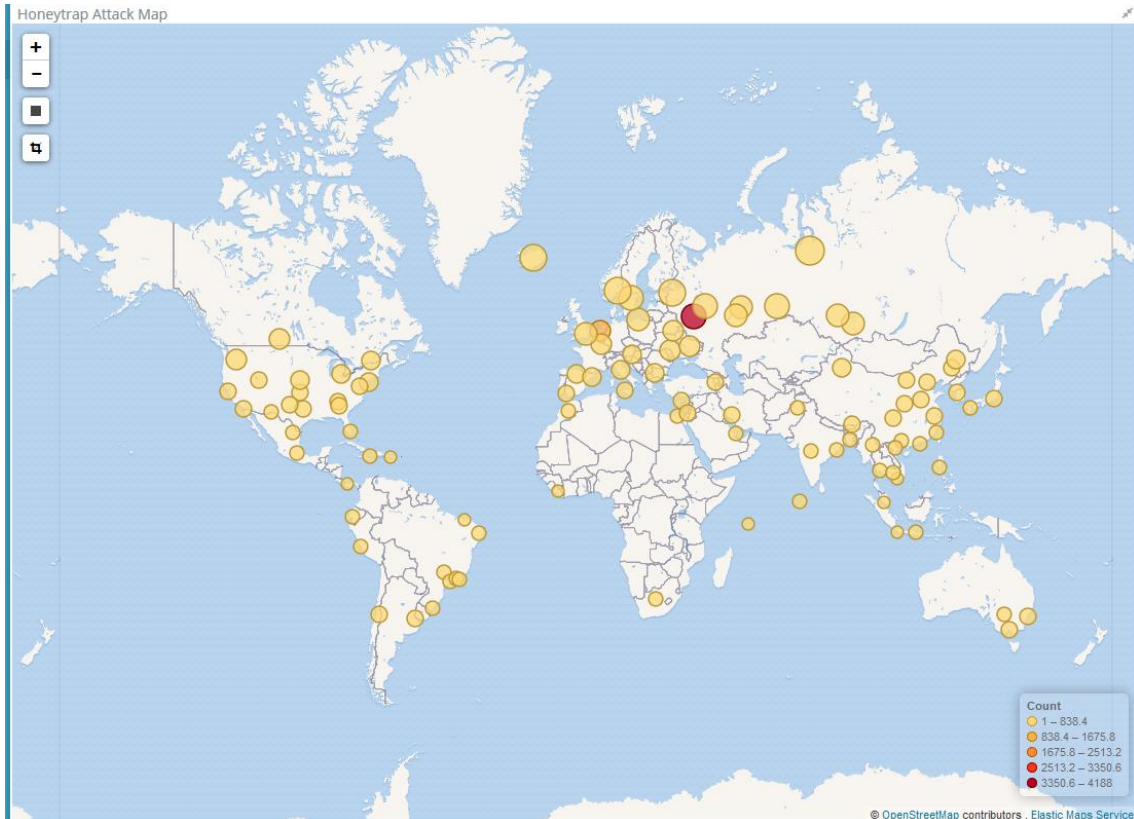 Honeytrap Attack Map
+
−
Count
1 – 838.4
838.4 – 1675.8
1675.8 – 2513.2
2513.2 – 3350.6
3350.6 – 4188
© OpenStreetMap contributors , Elastic Maps Service